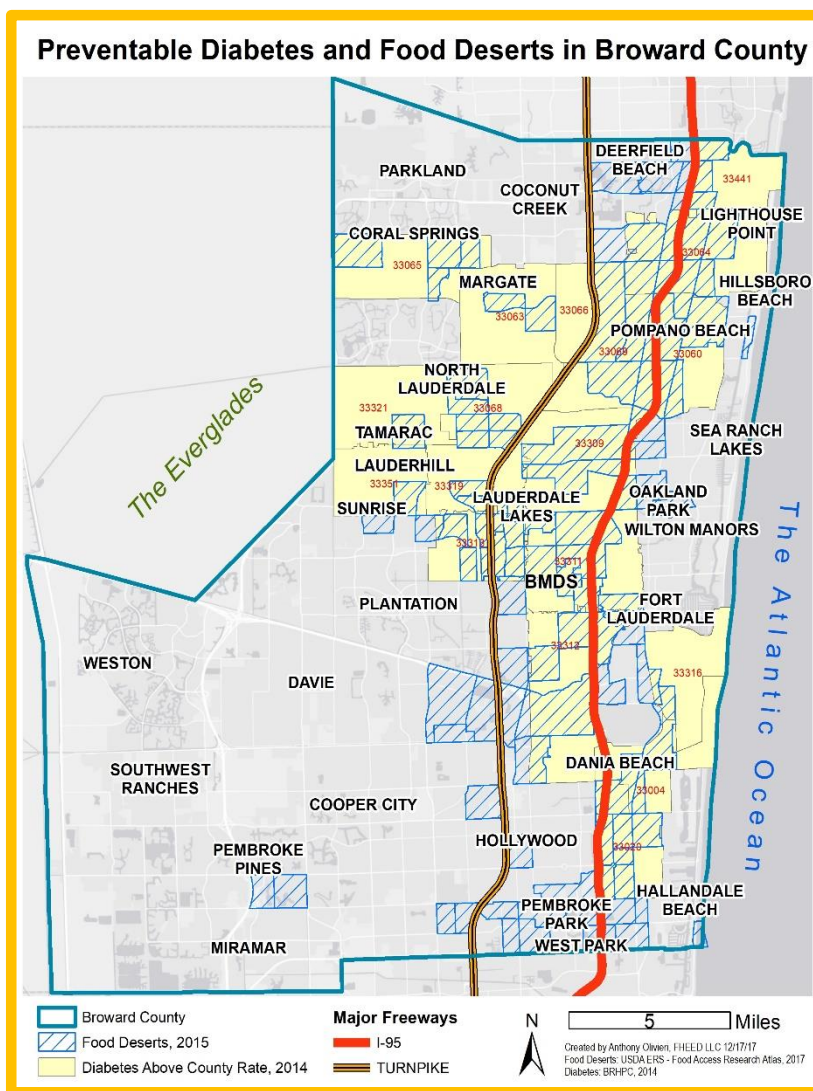 Preventable Diabetes and Food Deserts in Broward County
DEERFIELD
BEACH
PARKLAND
33441
COCONUT
CREEK
LIGHTHOUSE
POINT
CORAL SPRINGS
33065
33064
MARGATE
HILLSBORO
BEACH
33063
33066
POMPANO BEACH
33069
33060
NORTH
LAUDERDALE
33321
33068
TAMARAC
SEA RANCH
LAKES
33309
The Everglades
LAUDERHILL
33351
33319
SUNRISE
LAUDERDALE
LAKES
OAKLAND
PARK
WILTON MANORS
33311
BMDS
PLANTATION
FORT
LAUDERDALE
33312
WESTON
DAVIE
33316
The Atlantic Ocean
DANIA BEACH
SOUTHWEST
RANCHES
33004
COOPER CITY
HOLLYWOOD
33020
PEMBROKE
PINES
HALLANDALE
BEACH
PEMBROKE
PARK
MIRAMAR
WEST PARK
Broward County
Food Deserts, 2015
Diabetes Above County Rate, 2014
Major Freeways
I-95
TURNPIKE
N
5 Miles
Created by Anthony Olivieri, FHEED LLC 12/17/17
Food Deserts: USDA ERS - Food Access Research Atlas, 2017
Diabetes: BRHPC, 2014